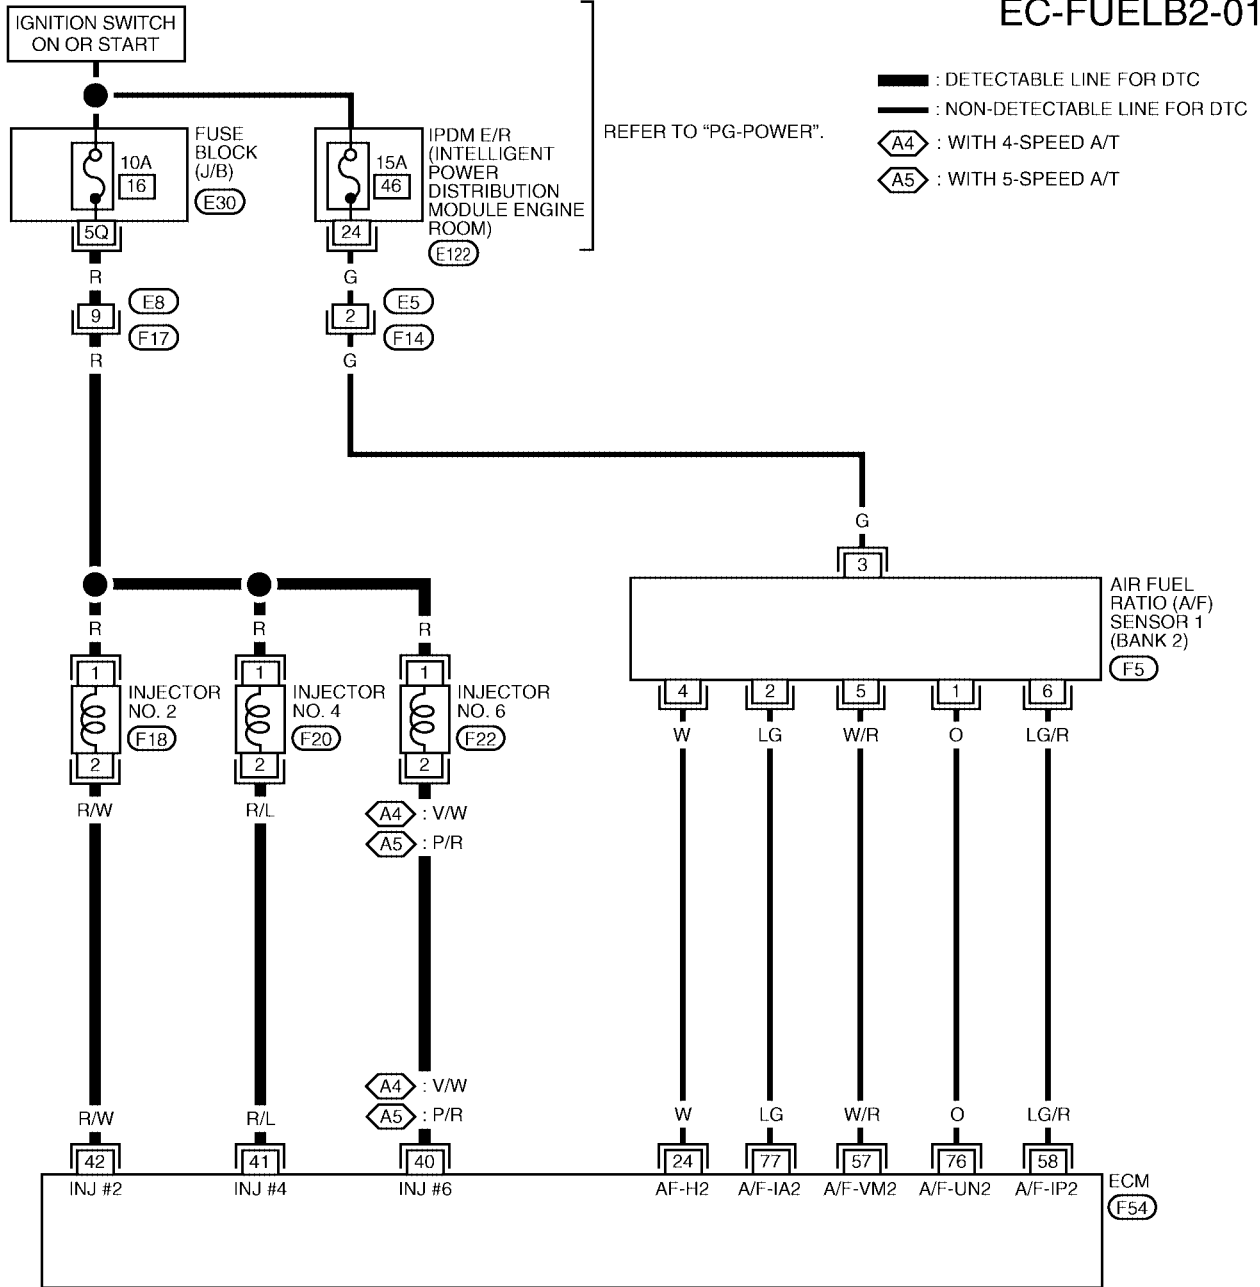 EC-FUELB2-01
IGNITION SWITCH
ON OR START
: DETECTABLE LINE FOR DTC
: NON-DETECTABLE LINE FOR DTC
A4 : WITH 4-SPEED A/T
A5 : WITH 5-SPEED A/T
REFER TO “PG-POWER”.
10A
16
FUSE
BLOCK
(J/B)
E30
15A
46
IPDM E/R
(INTELLIGENT
POWER
DISTRIBUTION
MODULE ENGINE
ROOM)
E122
5Q
24
R
G
9
E8
F17
2
E5
F14
R
G
G
3
AIR FUEL
RATIO (A/F)
SENSOR 1
(BANK 2)
F5
R
R
R
1
1
1
INJECTOR
NO. 2
F18
INJECTOR
NO. 4
F20
INJECTOR
NO. 6
F22
2
2
2
4
2
5
1
6
W
LG
W/R
O
LG/R
R/W
R/L
A4 : V/W
A5 : P/R
A4 : V/W
A5 : P/R
R/W
R/L
W
LG
W/R
O
LG/R
42
41
40
24
77
57
76
58
INJ #2
INJ #4
INJ #6
AF-H2
A/F-IA2
A/F-VM2
A/F-UN2
A/F-IP2
ECM
F54